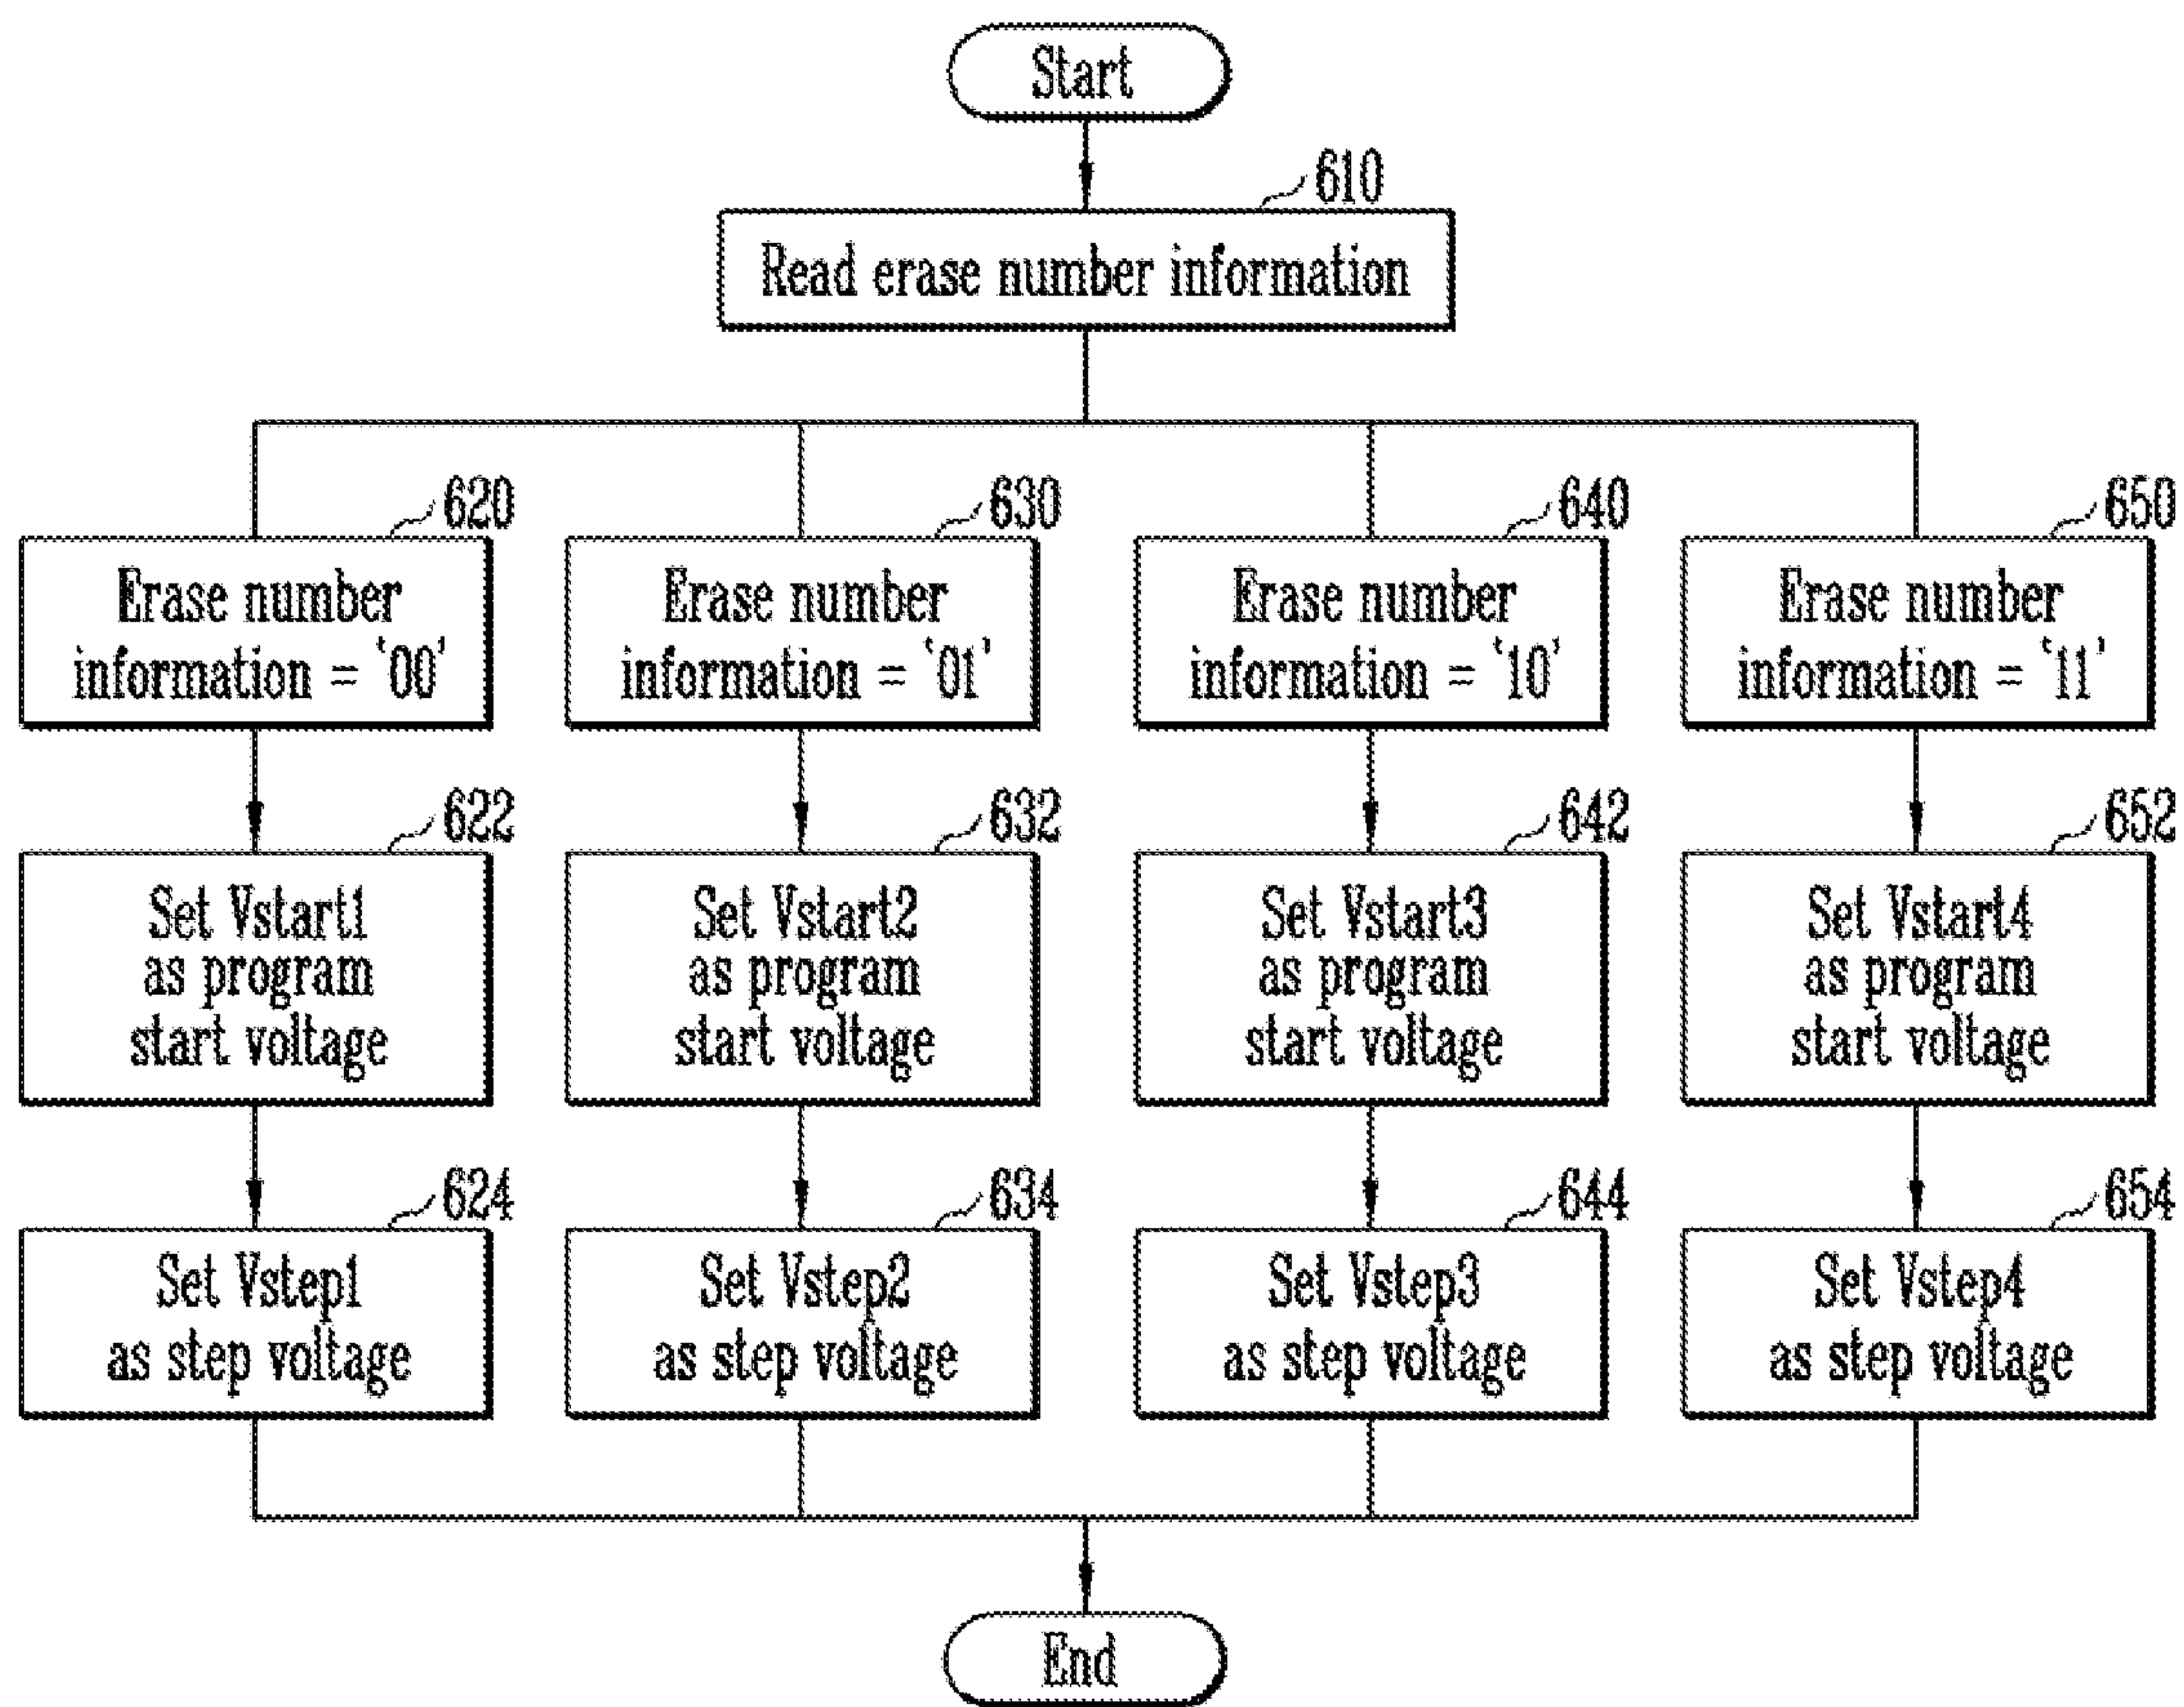 Start
610
Read erase number information
620
630
640
650
Erase number
information = ‘00’
Erase number
information = ‘01’
Erase number
information = ‘10’
Erase number
information = ‘11’
622
632
642
652
Set Vstart1
as program
start voltage
Set Vstart2
as program
start voltage
Set Vstart3
as program
start voltage
Set Vstart4
as program
start voltage
624
634
644
654
Set Vstep1
as step voltage
Set Vstep2
as step voltage
Set Vstep3
as step voltage
Set Vstep4
as step voltage
End